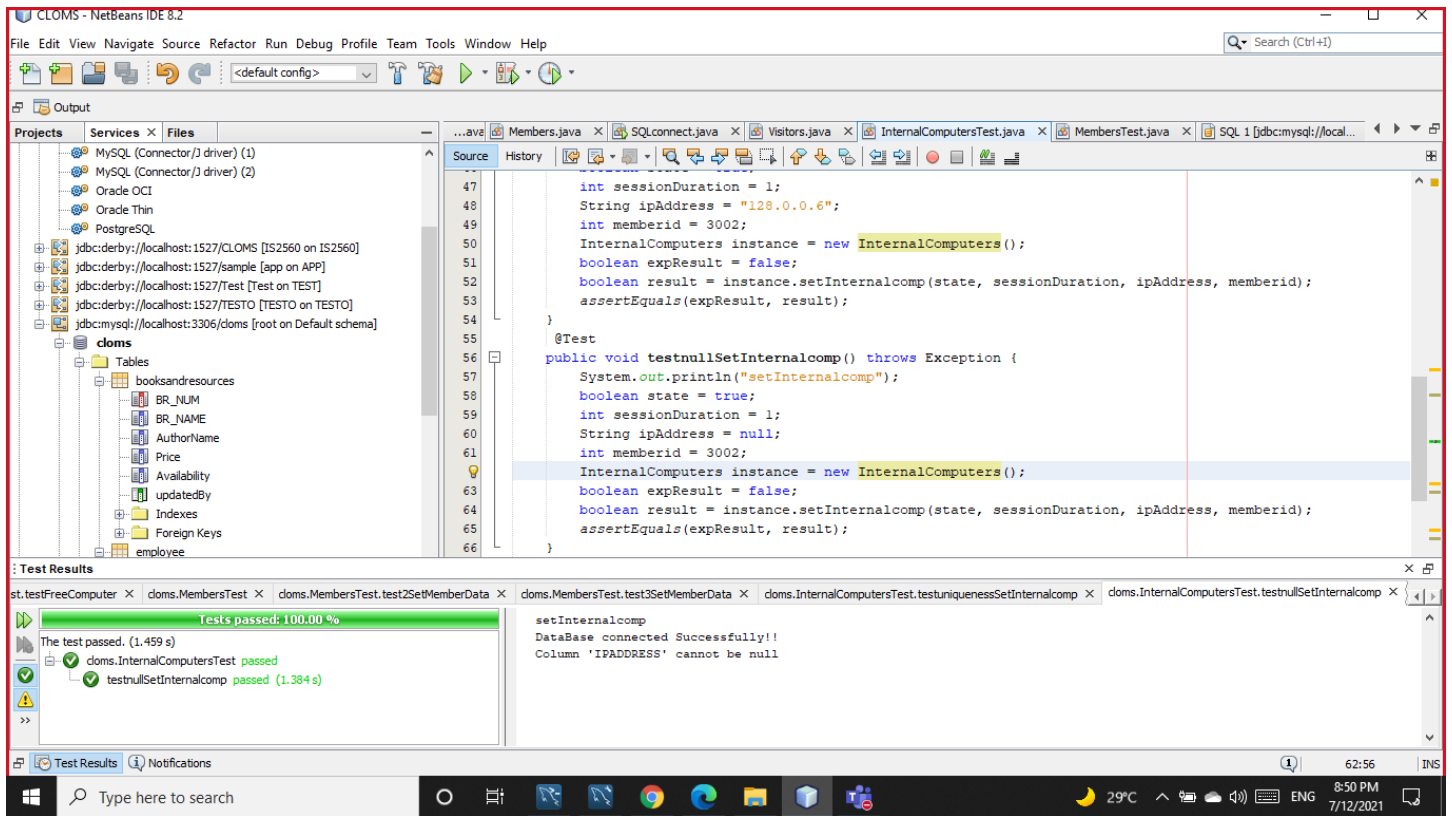 CLOMS - NetBeans IDE 8.2
File Edit View Navigate Source Refactor Run Debug Profile Team Tools Window Help
Search (Ctrl+I)
<default config>
Output
Projects Services Files
MySQL (Connector/J driver) (1)
MySQL (Connector/J driver) (2)
Oracle OCI
Oracle Thin
PostgreSQL
jdbc:derby://localhost:1527/CLOMS [IS2560 on IS2560]
jdbc:derby://localhost:1527/sample [app on APP]
jdbc:derby://localhost:1527/Test [Test on TEST]
jdbc:derby://localhost:1527/TESTO [TESTO on TESTO]
jdbc:mysql://localhost:3306/cloms [root on Default schema]
cloms
Tables
booksandresources
BR_NUM
BR_NAME
AuthorName
Price
Availability
updatedBy
Indexes
Foreign Keys
employee
...ava Members.java SQLconnect.java Visitors.java InternalComputersTest.java MembersTest.java SQL 1 [jdbc:mysql://local...
Source History
47 int sessionDuration = 1;
48 String ipAddress = "128.0.0.6";
49 int memberid = 3002;
50 InternalComputers instance = new InternalComputers();
51 boolean expResult = false;
52 boolean result = instance.setInternalcomp(state, sessionDuration, ipAddress, memberid);
53 assertEquals(expResult, result);
54 }
55 @Test
56 public void testnullSetInternalcomp() throws Exception {
57 System.out.println("setInternalcomp");
58 boolean state = true;
59 int sessionDuration = 1;
60 String ipAddress = null;
61 int memberid = 3002;
InternalComputers instance = new InternalComputers();
63 boolean expResult = false;
64 boolean result = instance.setInternalcomp(state, sessionDuration, ipAddress, memberid);
65 assertEquals(expResult, result);
66 }
Test Results
st.testFreeComputer cloms.MembersTest cloms.MembersTest.test2SetMemberData cloms.MembersTest.test3SetMemberData cloms.InternalComputersTest.testuniquenessSetInternalcomp cloms.InternalComputersTest.testnullSetInternalcomp
Tests passed: 100.00 %
The test passed. (1.459 s)
cloms.InternalComputersTest passed
testnullSetInternalcomp passed (1.384 s)
setInternalcomp
DataBase connected Successfully!!
Column 'IPADDRESS' cannot be null
Test Results Notifications
1 62:56 INS
Type here to search
29°C ENG
8:50 PM
7/12/2021